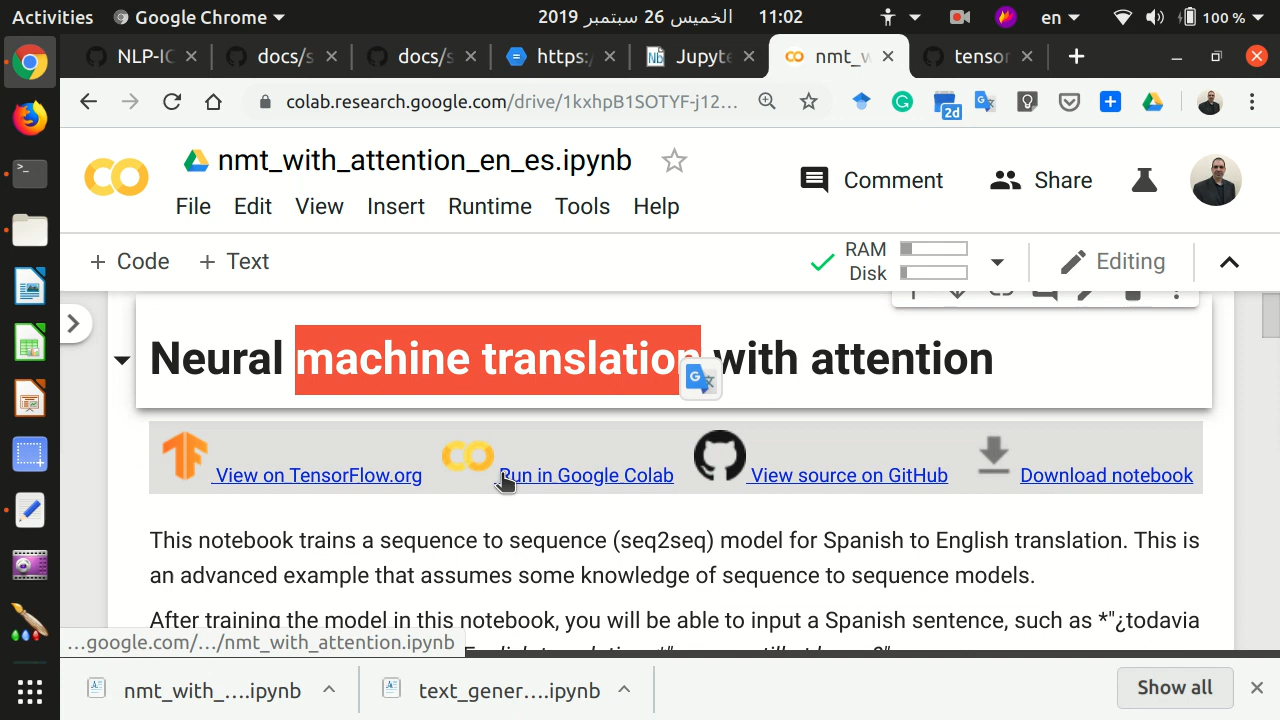 Activities Google Chrome الخميس 26 سبتمبر 2019 11:02 en 100 %
NLP-IC docs/s docs/s https:/ Jupyte nmt_w tensor
colab.research.google.com/drive/1kxhpB1SOTYF-j12...
2d
nmt_with_attention_en_es.ipynb
Comment Share
File Edit View Insert Runtime Tools Help
+ Code + Text RAM Disk Editing
Neural machine translation with attention
View on TensorFlow.org Run in Google Colab View source on GitHub Download notebook
This notebook trains a sequence to sequence (seq2seq) model for Spanish to English translation. This is
an advanced example that assumes some knowledge of sequence to sequence models.
After training the model in this notebook, you will be able to input a Spanish sentence, such as *"¿todavia
...google.com/.../nmt_with_attention.ipynb
nmt_with_....ipynb text_gener....ipynb Show all